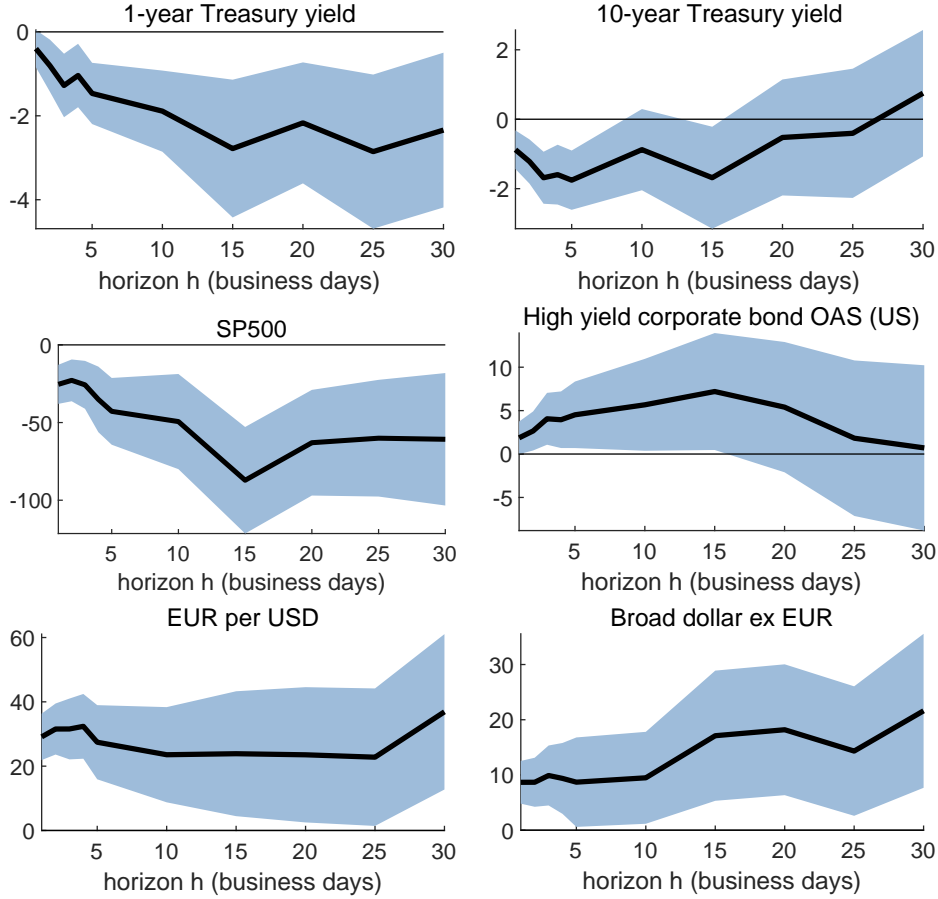 1-year Treasury yield
0
-2
-4
5 10 15 20 25 30
horizon h (business days)
10-year Treasury yield
2
0
-2
5 10 15 20 25 30
horizon h (business days)
SP500
0
-50
-100
5 10 15 20 25 30
horizon h (business days)
High yield corporate bond OAS (US)
10
5
0
-5
5 10 15 20 25 30
horizon h (business days)
EUR per USD
60
40
20
0
5 10 15 20 25 30
horizon h (business days)
Broad dollar ex EUR
30
20
10
0
5 10 15 20 25 30
horizon h (business days)